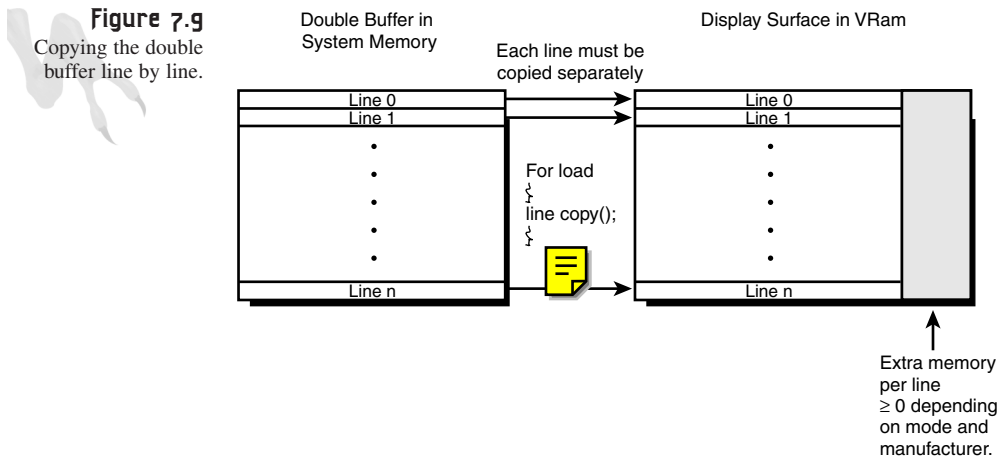 Figure 7.9
Copying the double
buffer line by line.
Double Buffer in
System Memory
Each line must be
copied separately
Display Surface in VRam
Line 0
Line 1
Line n
For load
{
line copy();
}
Line 0
Line 1
Line n
Extra memory
per line
≥ 0 depending
on mode and
manufacturer.